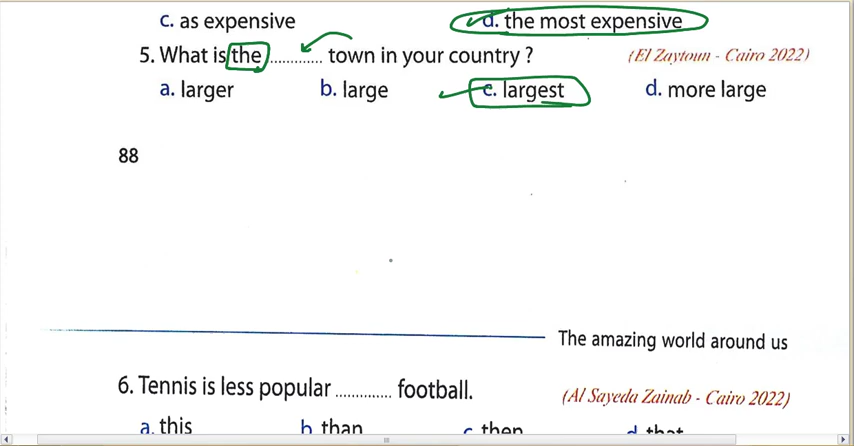 c. as expensive d. the most expensive
5. What is the .............. town in your country ? (El Zaytoun - Cairo 2022)
a. larger b. large c. largest d. more large
88
The amazing world around us
6. Tennis is less popular .............. football. (Al Sayeda Zainab - Cairo 2022)
a. this b. than c. then d. that